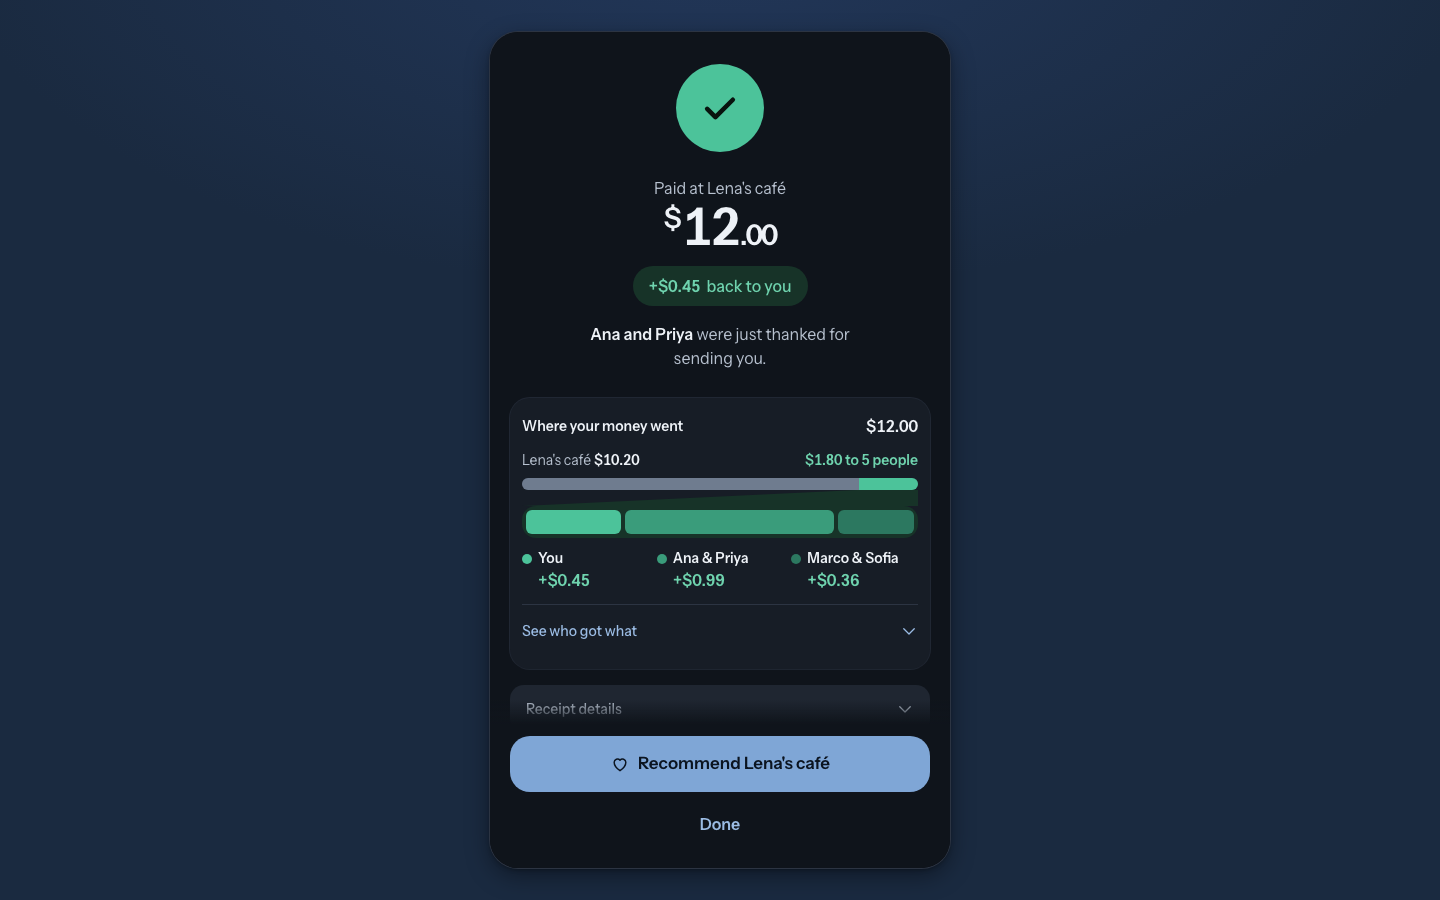 Paid at Lena's café
$12.00
+$0.45 back to you
Ana and Priya were just thanked for
sending you.
Where your money went $12.00
Lena's café $10.20 $1.80 to 5 people
You Ana & Priya Marco & Sofia
+$0.45 +$0.99 +$0.36
See who got what
Receipt details
Recommend Lena's café
Done